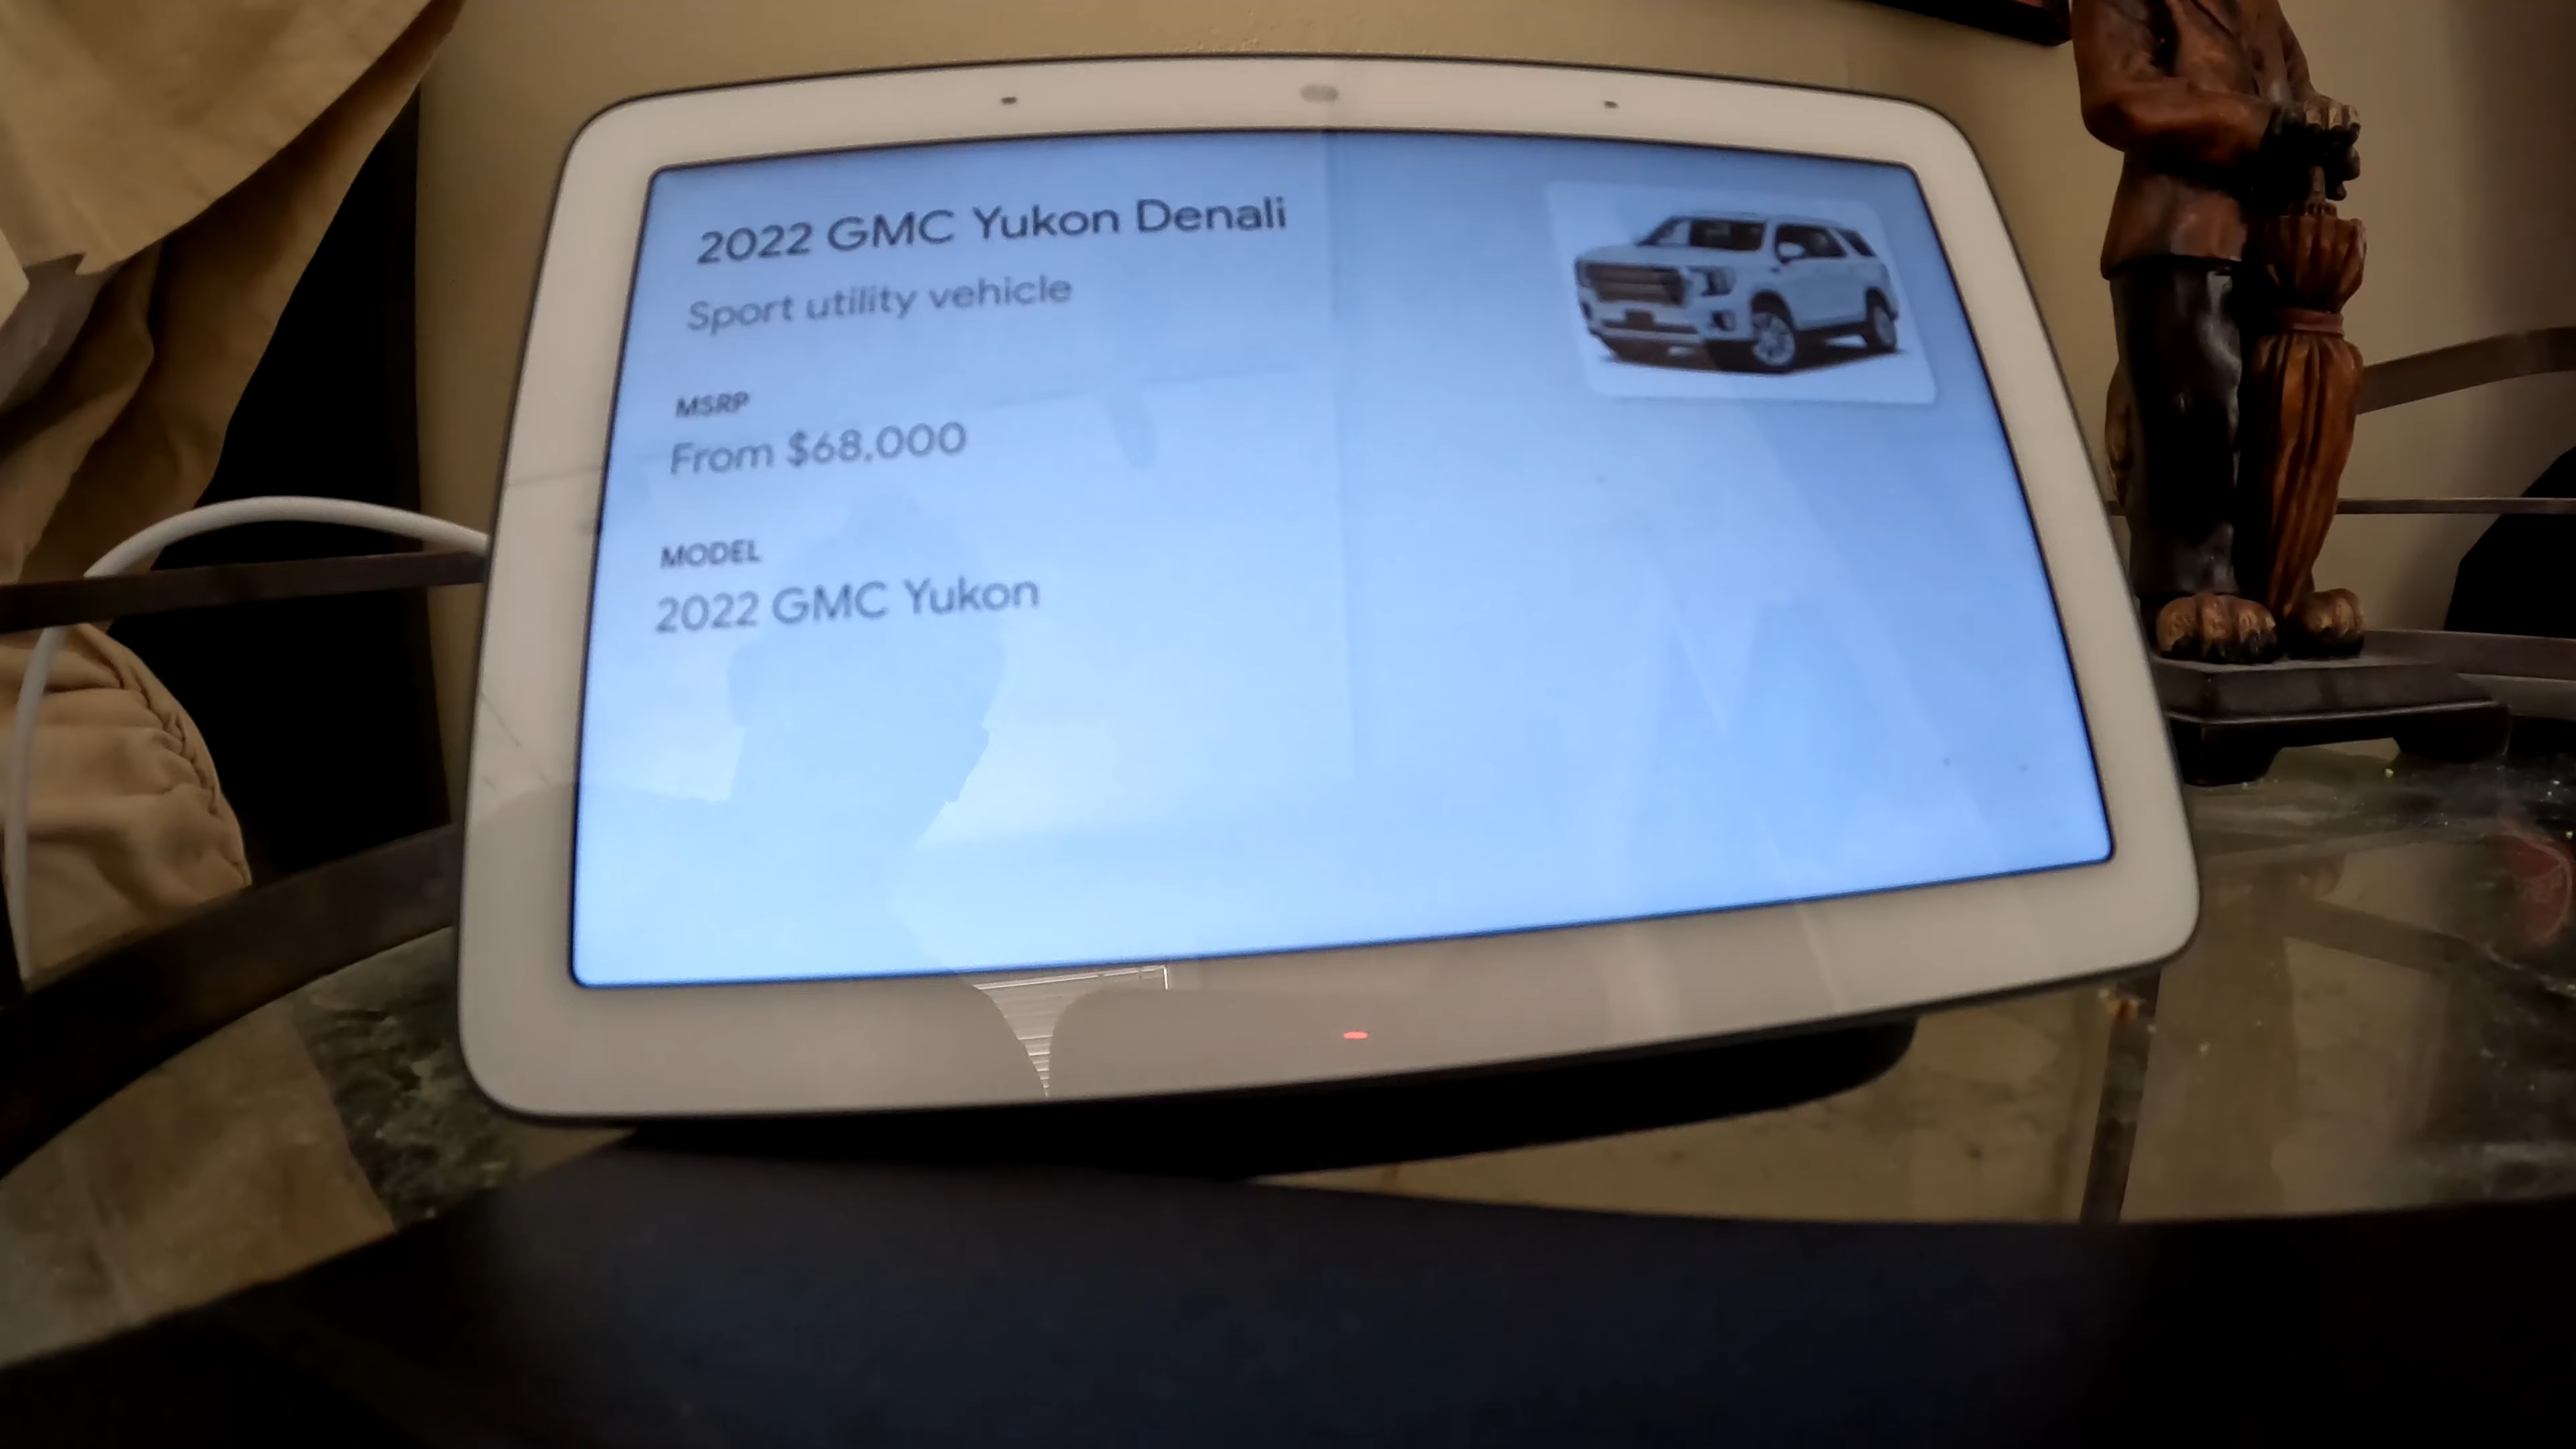 2022 GMC Yukon Denali
Sport utility vehicle
MSRP
From $68,000
MODEL
2022 GMC Yukon